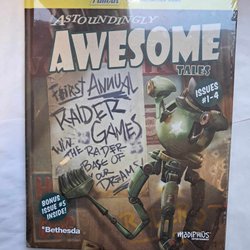 Fallout
ASTOUNDINGLY
AWESOME
TALES
ISSUES
#1-4
FIRST ANNUAL
RAIDER
GAMES
WIN THE RAIDER
BASE OF
OUR
DREAMS!
BONUS
ISSUE #5
INSIDE!
Bethesda
MODIPHIUS